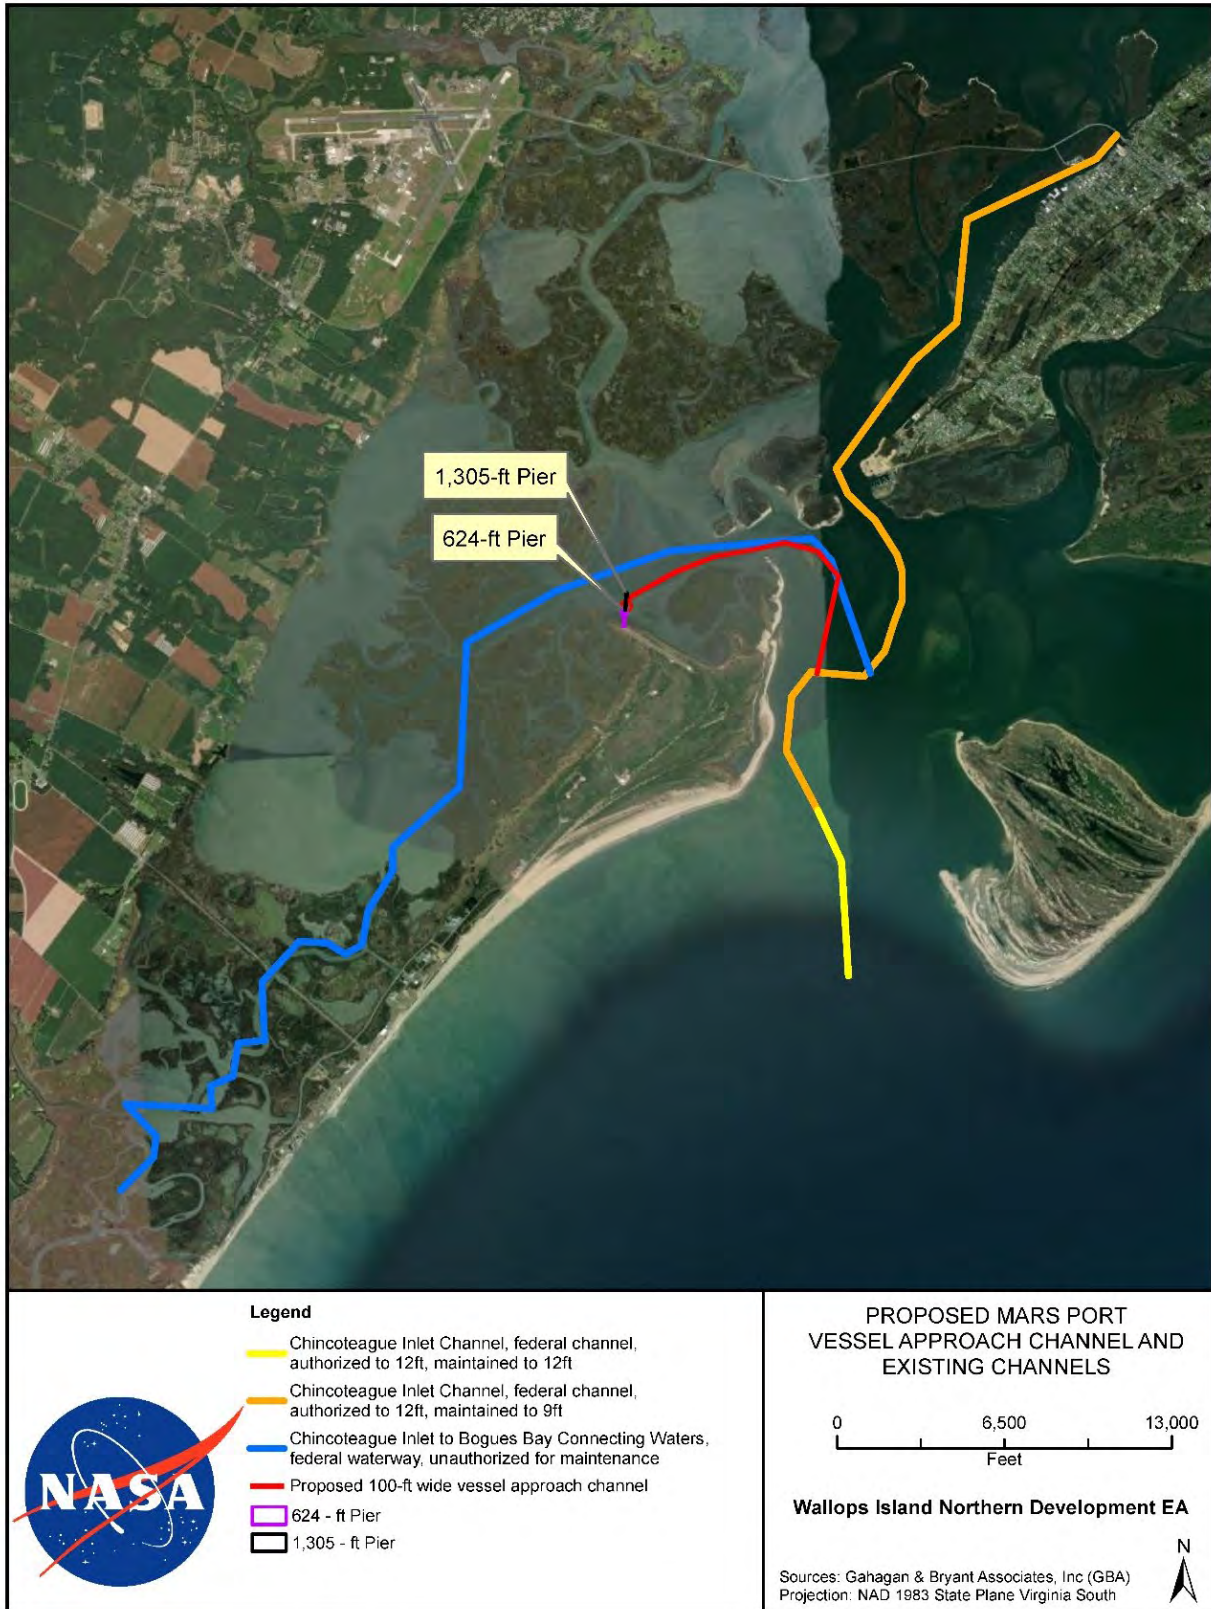 1,305-ft Pier
624-ft Pier
Legend
Chincoteague Inlet Channel, federal channel,
authorized to 12ft, maintained to 12ft
Chincoteague Inlet Channel, federal channel,
authorized to 12ft, maintained to 9ft
Chincoteague Inlet to Bogues Bay Connecting Waters,
federal waterway, unauthorized for maintenance
Proposed 100-ft wide vessel approach channel
624 - ft Pier
1,305 - ft Pier
NASA
PROPOSED MARS PORT
VESSEL APPROACH CHANNEL AND
EXISTING CHANNELS
0 6,500 13,000
Feet
Wallops Island Northern Development EA
N
Sources: Gahagan & Bryant Associates, Inc (GBA)
Projection: NAD 1983 State Plane Virginia South